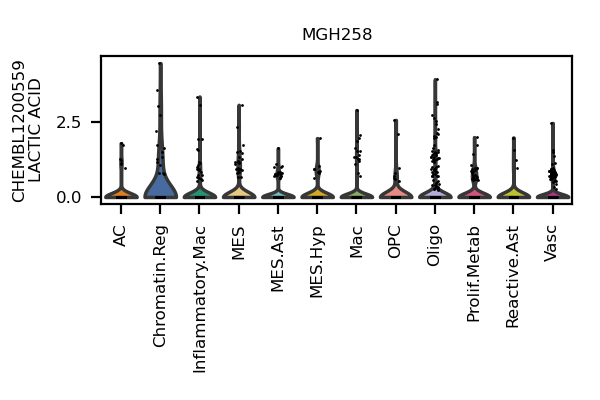 MGH258
CHEMBL1200559
LACTIC ACID
2.5
0.0
AC
Chromatin.Reg
Inflammatory.Mac
MES
MES.Ast
MES.Hyp
Mac
OPC
Oligo
Prolif.Metab
Reactive.Ast
Vasc